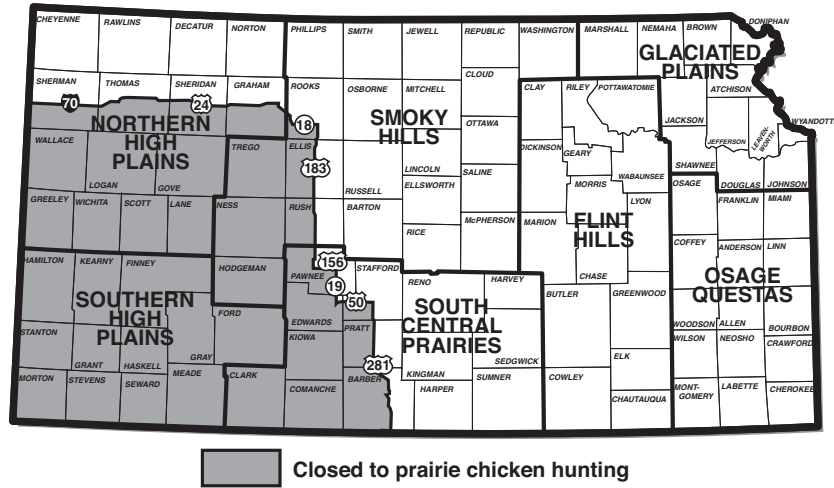 CHEYENNE
RAWLINS
DECATUR
NORTON
PHILLIPS
SMITH
JEWELL
REPUBLIC
WASHINGTON
MARSHALL
NEMAHA
BROWN
DONIPHAN
GLACIATED
PLAINS
SHERMAN
THOMAS
SHERIDAN
GRAHAM
ROOKS
OSBORNE
MITCHELL
CLOUD
CLAY
RILEY
POTTAWATOMIE
ATCHISON
70
24
18
183
NORTHERN
HIGH
PLAINS
SMOKY
HILLS
OTTAWA
JACKSON
JEFFERSON
LEAVEN-
WORTH
WYANDOTT
WALLACE
LOGAN
GOVE
TREGO
ELLIS
RUSSELL
LINCOLN
ELLSWORTH
SALINE
DICKINSON
GEARY
MORRIS
WABAUNSEE
SHAWNEE
OSAGE
DOUGLAS
JOHNSON
GREELEY
WICHITA
SCOTT
LANE
NESS
RUSH
BARTON
RICE
McPHERSON
MARION
FLINT
HILLS
LYON
CHASE
FRANKLIN
MIAMI
COFFEY
ANDERSON
LINN
OSAGE
QUESTAS
HAMILTON
KEARNY
FINNEY
HODGEMAN
PAWNEE
156
19
50
281
STAFFORD
RENO
HARVEY
BUTLER
GREENWOOD
SOUTHERN
HIGH
PLAINS
SOUTH
CENTRAL
PRAIRIES
STANTON
GRANT
HASKELL
GRAY
FORD
EDWARDS
KIOWA
PRATT
SEDGWICK
WOODSON
ALLEN
BOURBON
WILSON
NEOSHO
CRAWFORD
MORTON
STEVENS
SEWARD
MEADE
CLARK
COMANCHE
BARBER
KINGMAN
HARPER
SUMNER
COWLEY
ELK
CHAUTAUQUA
MONT-
GOMERY
LABETTE
CHEROKEE
Closed to prairie chicken hunting